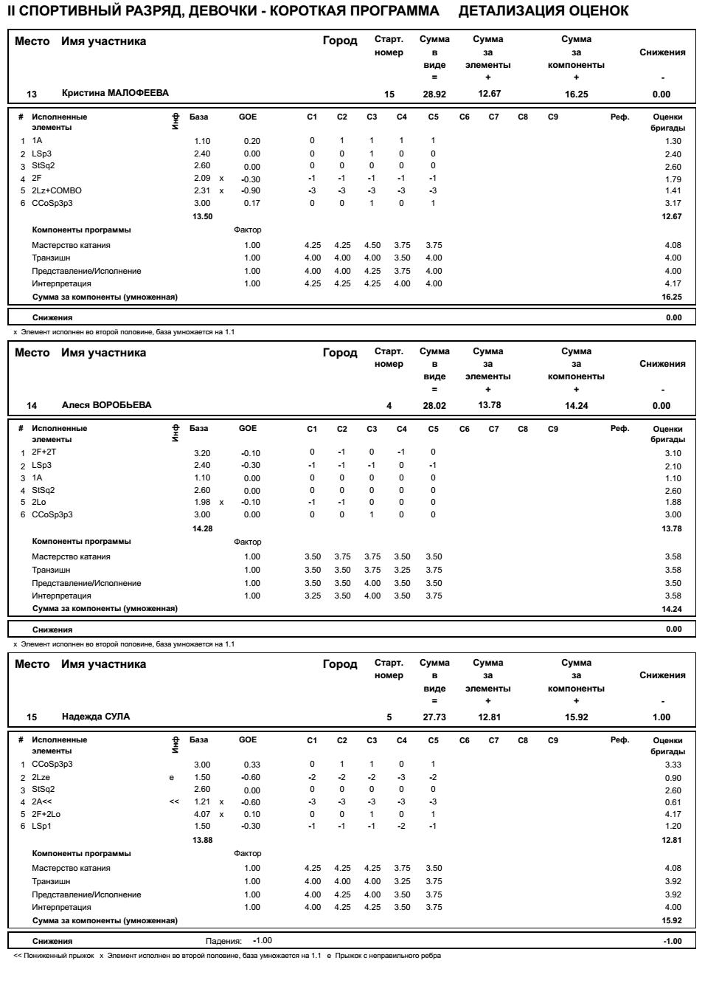 II СПОРТИВНЫЙ РАЗРЯД, ДЕВОЧКИ - КОРОТКАЯ ПРОГРАММА ДЕТАЛИЗАЦИЯ ОЦЕНОК
Место Имя участника Город Старт. Сумма Сумма Сумма
номер в за за Снижения
виде элементы компоненты
= + + -
13 Кристина МАЛОФЕЕВА 15 28.92 12.67 16.25 0.00
# Исполненные Инф База GOE C1 C2 C3 C4 C5 C6 C7 C8 C9 Реф. Оценки
элементы бригады
1 1A 1.10 0.20 0 1 1 1 1 1.30
2 LSp3 2.40 0.00 0 0 1 0 0 2.40
3 StSq2 2.60 0.00 0 0 0 0 0 2.60
4 2F 2.09 x -0.30 -1 -1 -1 -1 -1 1.79
5 2Lz+COMBO 2.31 x -0.90 -3 -3 -3 -3 -3 1.41
6 CCoSp3p3 3.00 0.17 0 0 1 0 1 3.17
13.50 12.67
Компоненты программы Фактор
Мастерство катания 1.00 4.25 4.25 4.50 3.75 3.75 4.08
Транзишн 1.00 4.00 4.00 4.00 3.50 4.00 4.00
Представление/Исполнение 1.00 4.00 4.00 4.25 3.75 4.00 4.00
Интерпретация 1.00 4.25 4.25 4.25 4.00 4.00 4.17
Сумма за компоненты (умноженная) 16.25
Снижения 0.00
x Элемент исполнен во второй половине, база умножается на 1.1
Место Имя участника Город Старт. Сумма Сумма Сумма
номер в за за Снижения
виде элементы компоненты
= + + -
14 Алеся ВОРОБЬЕВА 4 28.02 13.78 14.24 0.00
# Исполненные Инф База GOE C1 C2 C3 C4 C5 C6 C7 C8 C9 Реф. Оценки
элементы бригады
1 2F+2T 3.20 -0.10 0 -1 0 -1 0 3.10
2 LSp3 2.40 -0.30 -1 -1 -1 0 -1 2.10
3 1A 1.10 0.00 0 0 0 0 0 1.10
4 StSq2 2.60 0.00 0 0 0 0 0 2.60
5 2Lo 1.98 x -0.10 -1 -1 0 0 0 1.88
6 CCoSp3p3 3.00 0.00 0 0 1 0 0 3.00
14.28 13.78
Компоненты программы Фактор
Мастерство катания 1.00 3.50 3.75 3.75 3.50 3.50 3.58
Транзишн 1.00 3.50 3.50 3.75 3.25 3.75 3.58
Представление/Исполнение 1.00 3.50 3.50 4.00 3.50 3.50 3.50
Интерпретация 1.00 3.25 3.50 4.00 3.50 3.75 3.58
Сумма за компоненты (умноженная) 14.24
Снижения 0.00
x Элемент исполнен во второй половине, база умножается на 1.1
Место Имя участника Город Старт. Сумма Сумма Сумма
номер в за за Снижения
виде элементы компоненты
= + + -
15 Надежда СУЛА 5 27.73 12.81 15.92 1.00
# Исполненные Инф База GOE C1 C2 C3 C4 C5 C6 C7 C8 C9 Реф. Оценки
элементы бригады
1 CCoSp3p3 3.00 0.33 0 1 1 0 1 3.33
2 2Lze e 1.50 -0.60 -2 -2 -2 -3 -2 0.90
3 StSq2 2.60 0.00 0 0 0 0 0 2.60
4 2A<< << 1.21 x -0.60 -3 -3 -3 -3 -3 0.61
5 2F+2Lo 4.07 x 0.10 0 0 1 0 1 4.17
6 LSp1 1.50 -0.30 -1 -1 -1 -2 -1 1.20
13.88 12.81
Компоненты программы Фактор
Мастерство катания 1.00 4.25 4.25 4.25 3.75 3.50 4.08
Транзишн 1.00 4.00 4.00 4.00 3.25 3.75 3.92
Представление/Исполнение 1.00 4.00 4.25 4.00 3.50 3.75 3.92
Интерпретация 1.00 4.00 4.25 4.25 3.50 3.75 4.00
Сумма за компоненты (умноженная) 15.92
Снижения Падения: -1.00 -1.00
<< Пониженный прыжок x Элемент исполнен во второй половине, база умножается на 1.1 e Прыжок с неправильного ребра